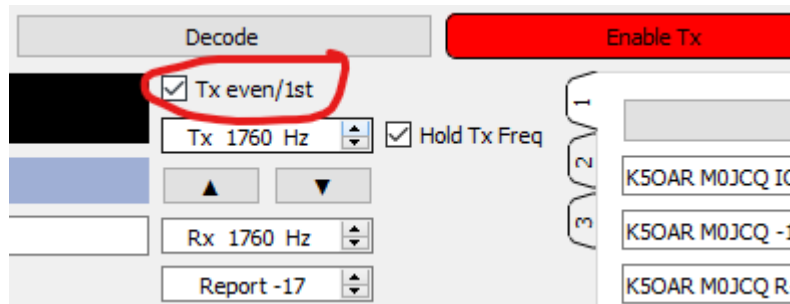 Decode
Enable Tx
Tx even/1st
Tx 1760 Hz
Hold Tx Freq
Rx 1760 Hz
Report -17
1
2
3
K5OAR M0JCQ
K5OAR M0JCQ
K5OAR M0JCQ